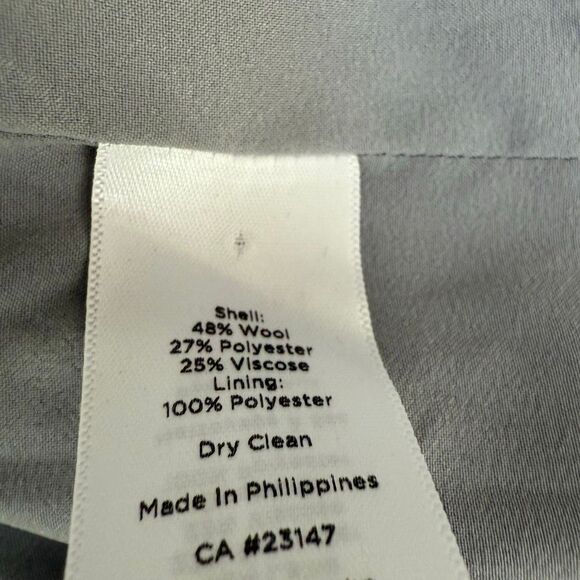 Shell:
48% Wool
27% Polyester
25% Viscose
Lining:
100% Polyester
Dry Clean
Made In Philippines
CA #23147